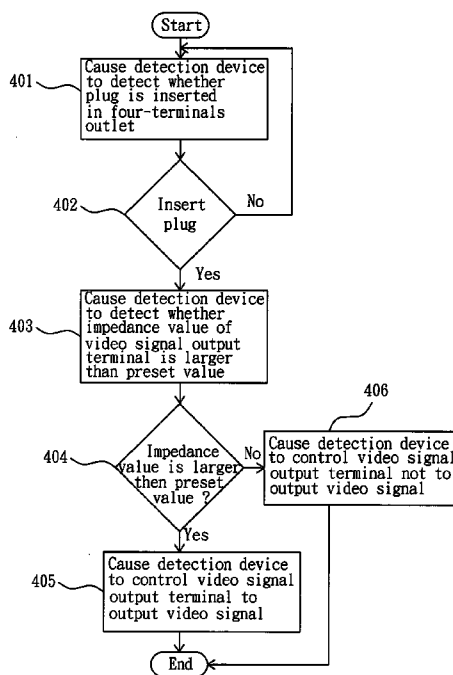 Start
401
Cause detection device
to detect whether
plug is inserted
in four-terminals
outlet
402
Insert
plug
No
Yes
403
Cause detection device
to detect whether
impedance value of
video signal output
terminal is larger
than preset value
404
Impedance
value is larger
then preset
value ?
No
406
Cause detection device
to control video signal
output terminal not to
output video signal
Yes
405
Cause detection device
to control video signal
output terminal to
output video signal
End